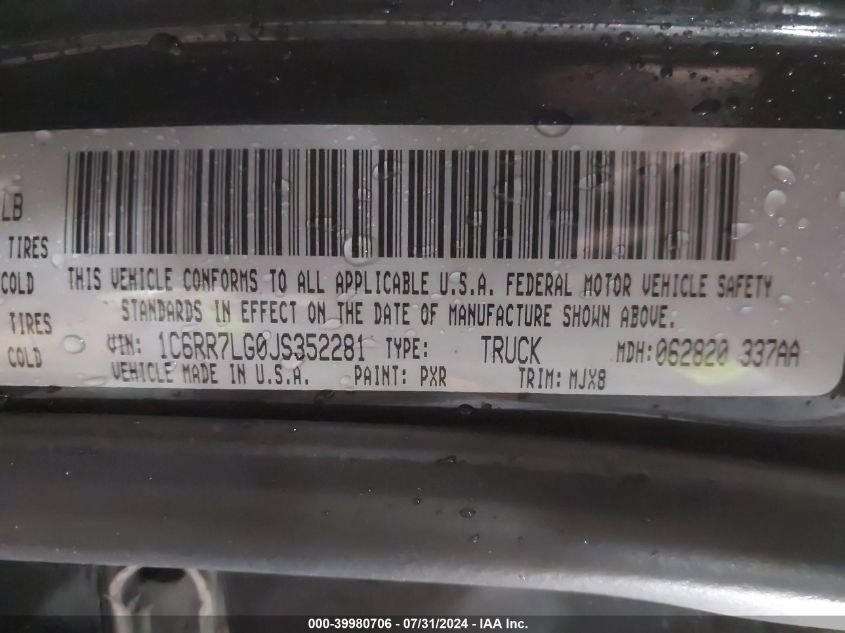 LB
TIRES
COLD
TIRES
COLD
THIS VEHICLE CONFORMS TO ALL APPLICABLE U.S.A. FEDERAL MOTOR VEHICLE SAFETY
STANDARDS IN EFFECT ON THE DATE OF MANUFACTURE SHOWN ABOVE.
VIN: 1C6RR7LG0JS352281 TYPE: TRUCK MDH: 062820 337AA
VEHICLE MADE IN U.S.A. PAINT: PXR TRIM: MJX8
000-39980706 - 07/31/2024 - IAA Inc.